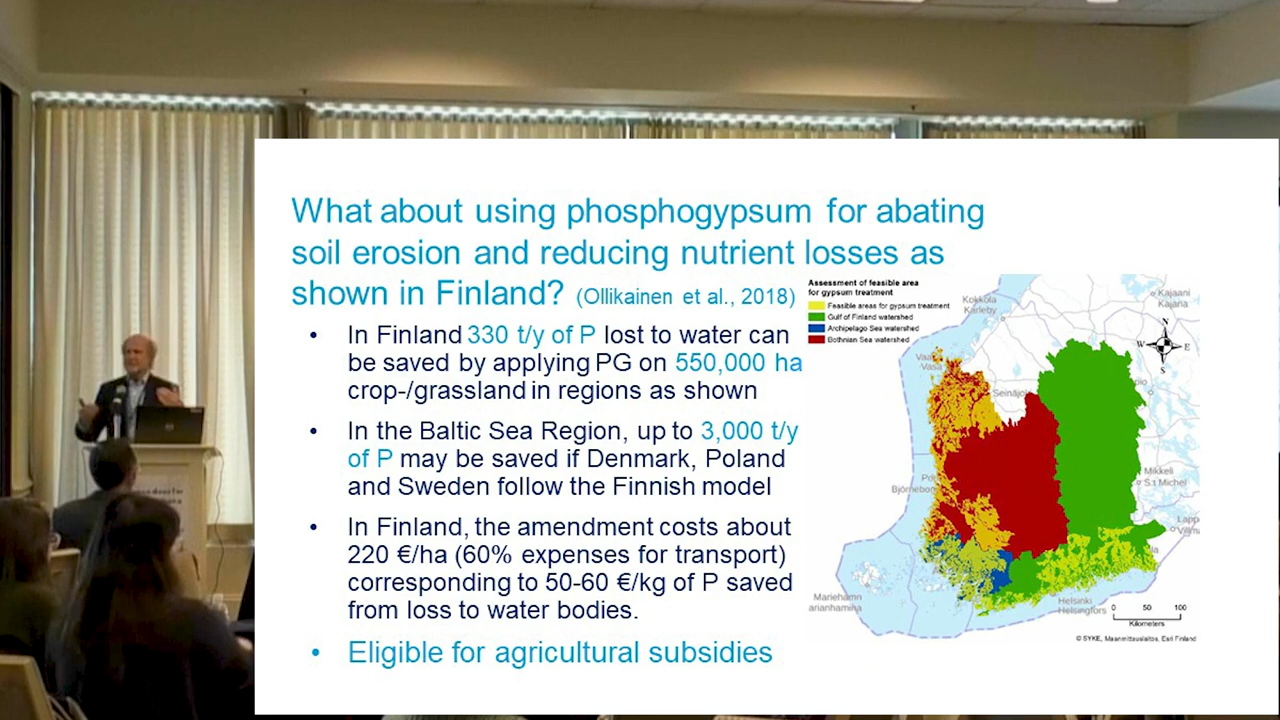 What about using phosphogypsum for abating
soil erosion and reducing nutrient losses as
shown in Finland? (Ollikainen et al., 2018)
• In Finland 330 t/y of P lost to water can
be saved by applying PG on 550,000 ha
crop-/grassland in regions as shown
• In the Baltic Sea Region, up to 3,000 t/y
of P may be saved if Denmark, Poland
and Sweden follow the Finnish model
• In Finland, the amendment costs about
220 €/ha (60% expenses for transport)
corresponding to 50-60 €/kg of P saved
from loss to water bodies.
• Eligible for agricultural subsidies
Assessment of feasible area
for gypsum treatment
Feasible areas for gypsum treatment
Gulf of Finland watershed
Archipelago Sea watershed
Bothnian Sea watershed
Kokkola
Karleby
Kajaani
Kajana
N
W E
S
Vaasa
Vasa
Seinäjoki
Mikkeli
S:t Michel
Björnebor
Lapp
Villm
Mariehamn
arianhamina
Helsinki
Helsingfors
0 50 100
Kilometers
© SYKE, Maanmittauslaitos, Esri Finland